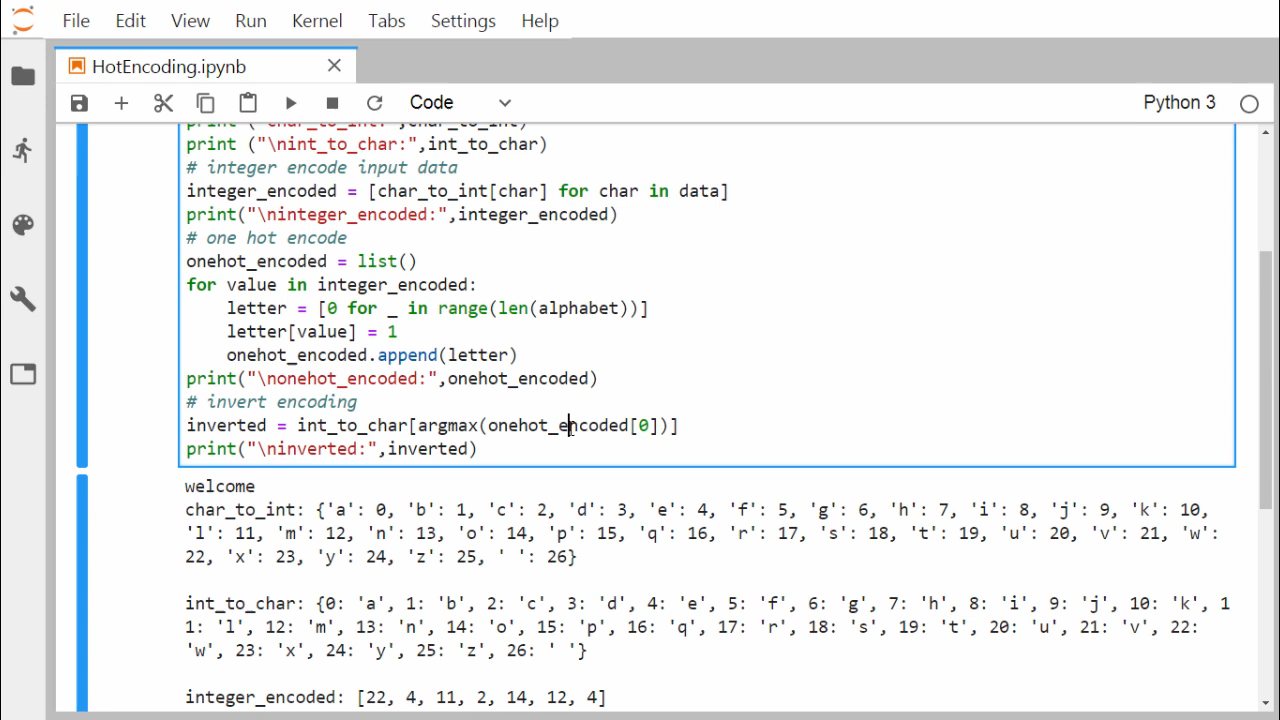 File Edit View Run Kernel Tabs Settings Help
HotEncoding.ipynb
Code
Python 3
print ("char_to_int:",char_to_int)
print ("\nint_to_char:",int_to_char)
# integer encode input data
integer_encoded = [char_to_int[char] for char in data]
print("\ninteger_encoded:",integer_encoded)
# one hot encode
onehot_encoded = list()
for value in integer_encoded:
    letter = [0 for _ in range(len(alphabet))]
    letter[value] = 1
    onehot_encoded.append(letter)
print("\nonehot_encoded:",onehot_encoded)
# invert encoding
inverted = int_to_char[argmax(onehot_encoded[0])]
print("\ninverted:",inverted)
welcome
char_to_int: {'a': 0, 'b': 1, 'c': 2, 'd': 3, 'e': 4, 'f': 5, 'g': 6, 'h': 7, 'i': 8, 'j': 9, 'k': 10,
'l': 11, 'm': 12, 'n': 13, 'o': 14, 'p': 15, 'q': 16, 'r': 17, 's': 18, 't': 19, 'u': 20, 'v': 21, 'w':
22, 'x': 23, 'y': 24, 'z': 25, ' ': 26}
int_to_char: {0: 'a', 1: 'b', 2: 'c', 3: 'd', 4: 'e', 5: 'f', 6: 'g', 7: 'h', 8: 'i', 9: 'j', 10: 'k', 1
1: 'l', 12: 'm', 13: 'n', 14: 'o', 15: 'p', 16: 'q', 17: 'r', 18: 's', 19: 't', 20: 'u', 21: 'v', 22:
'w', 23: 'x', 24: 'y', 25: 'z', 26: ' '}
integer_encoded: [22, 4, 11, 2, 14, 12, 4]